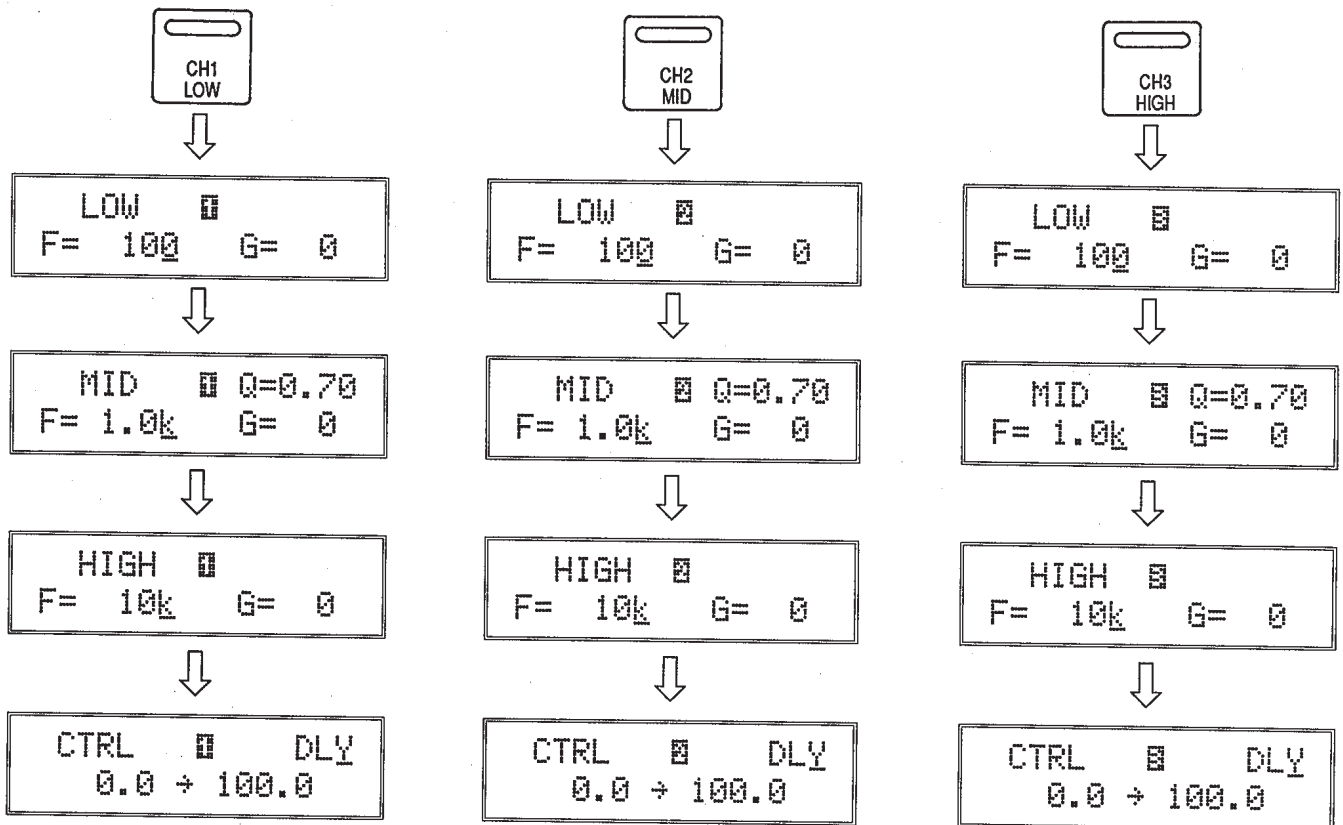 CH1
LOW
LOW 1
F= 100 G= 0
MID 1 Q=0.70
F= 1.0k G= 0
HIGH 1
F= 10k G= 0
CTRL 1 DLY
0.0 → 100.0
CH2
MID
LOW 2
F= 100 G= 0
MID 2 Q=0.70
F= 1.0k G= 0
HIGH 2
F= 10k G= 0
CTRL 2 DLY
0.0 → 100.0
CH3
HIGH
LOW 3
F= 100 G= 0
MID 3 Q=0.70
F= 1.0k G= 0
HIGH 3
F= 10k G= 0
CTRL 3 DLY
0.0 → 100.0